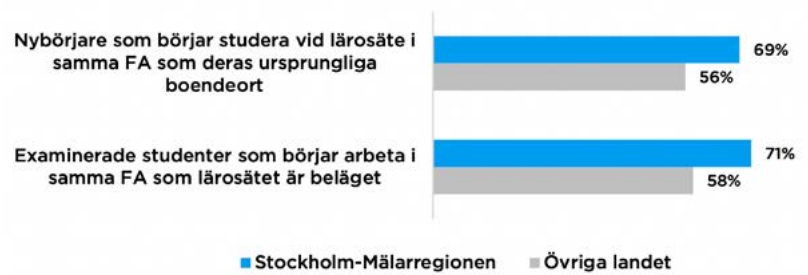 Nybörjare som börjar studera vid lärosäte i
samma FA som deras ursprungliga
boendeort
69%
56%
Examinerade studenter som börjar arbeta i
samma FA som lärosätet är beläget
71%
58%
Stockholm-Mälarregionen
Övriga landet